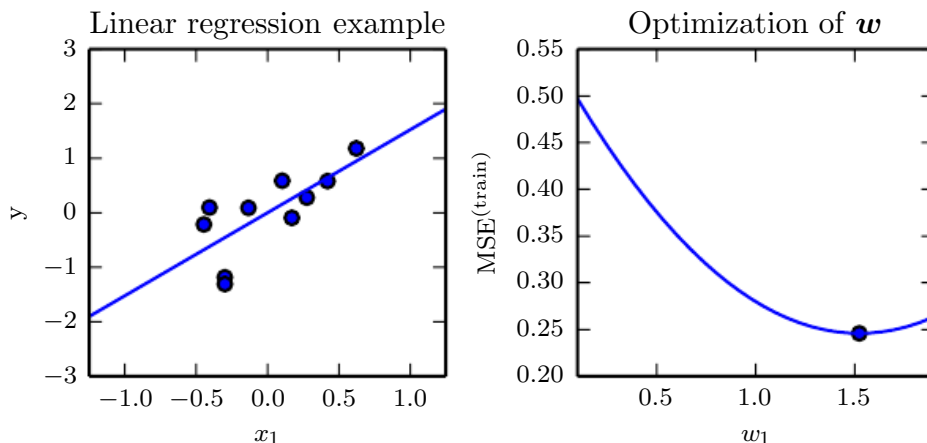 Linear regression example
3
2
1
0
−1
−2
−3
y
−1.0 −0.5 0.0 0.5 1.0
x1
Optimization of w
0.55
0.50
0.45
0.40
0.35
0.30
0.25
0.20
MSE(train)
0.5 1.0 1.5
w1